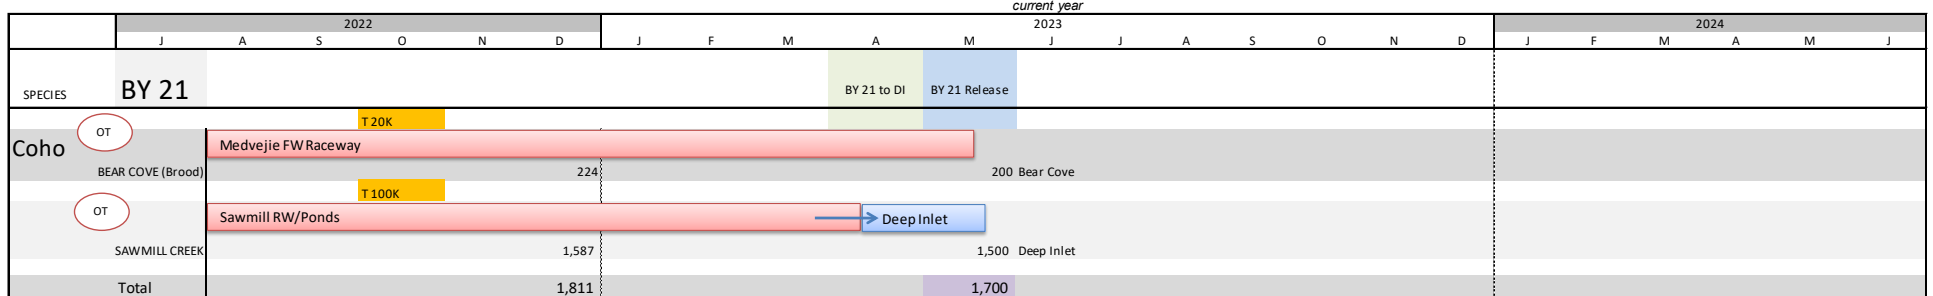 current year
2022 2023 2024
J A S O N D J F M A M J J A S O N D J F M A M J
SPECIES BY 21 BY 21 to DI BY 21 Release
T 20K
OT
Coho Medvejie FW Raceway
BEAR COVE (Brood) 224 200 Bear Cove
T 100K
OT Sawmill RW/Ponds Deep Inlet
SAWMILL CREEK 1,587 1,500 Deep Inlet
Total 1,811 1,700